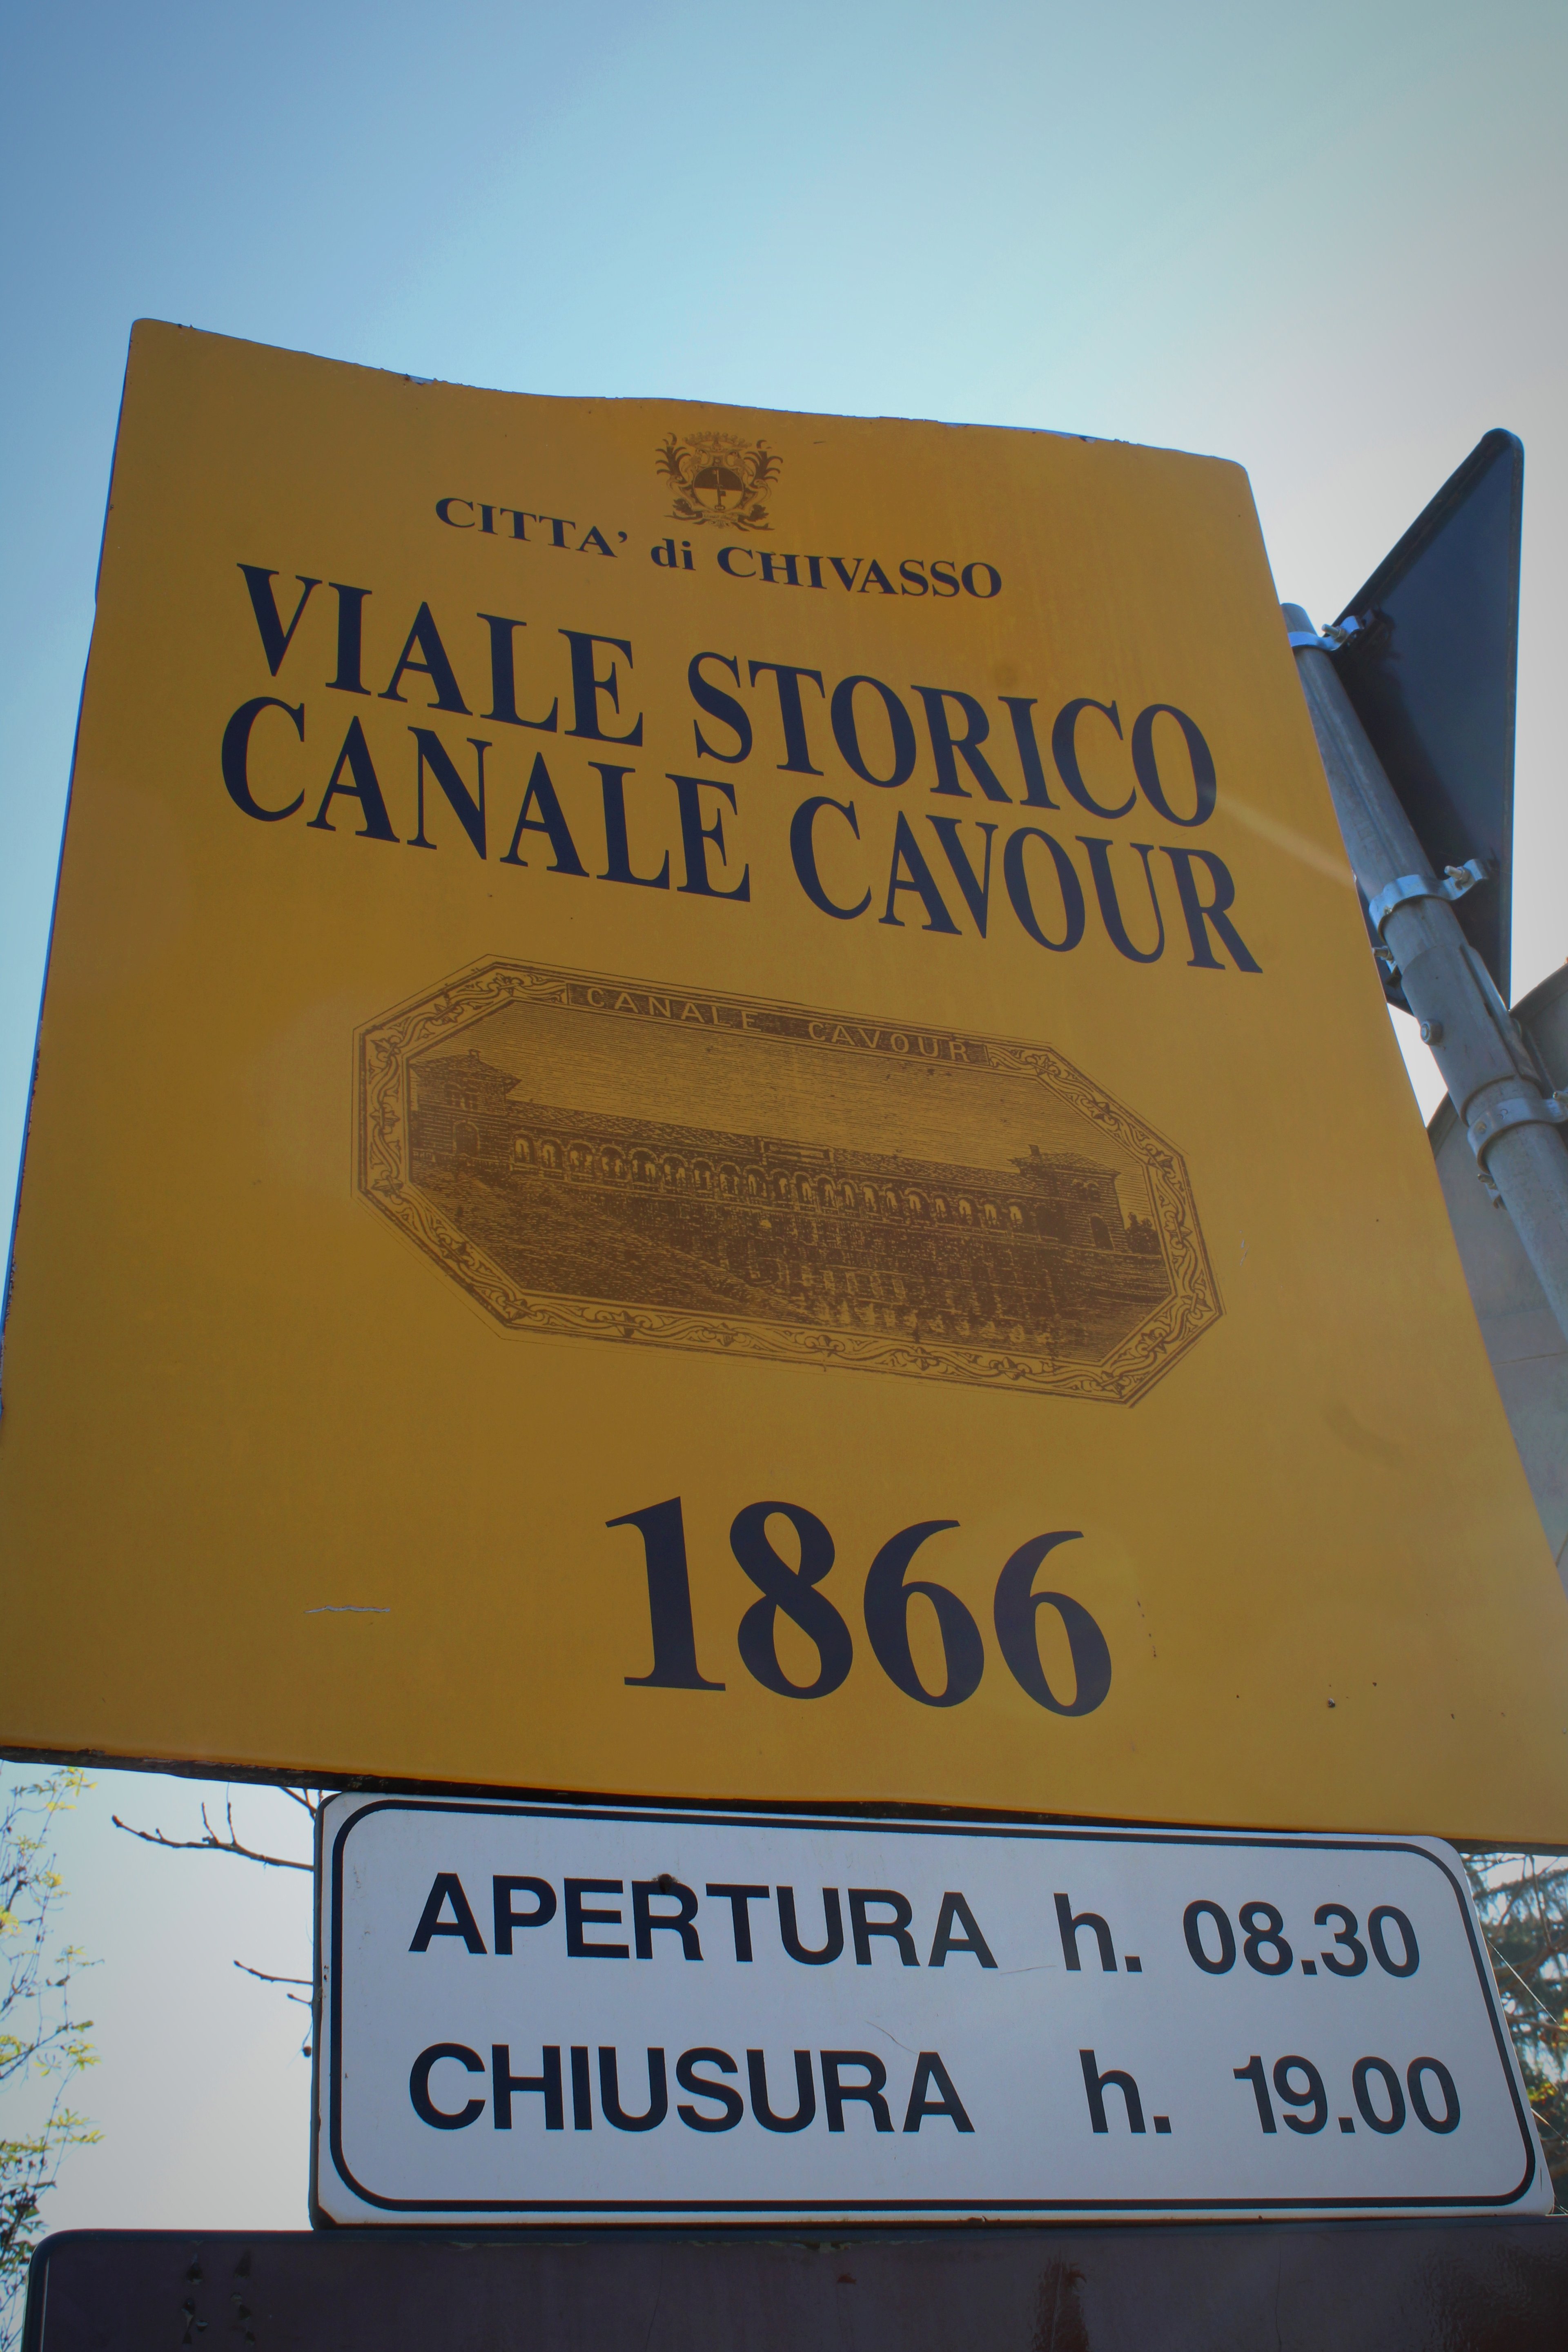 CITTA' di CHIVASSO
VIALE STORICO
CANALE CAVOUR
CANALE CAVOUR
1866
APERTURA h. 08.30
CHIUSURA h. 19.00